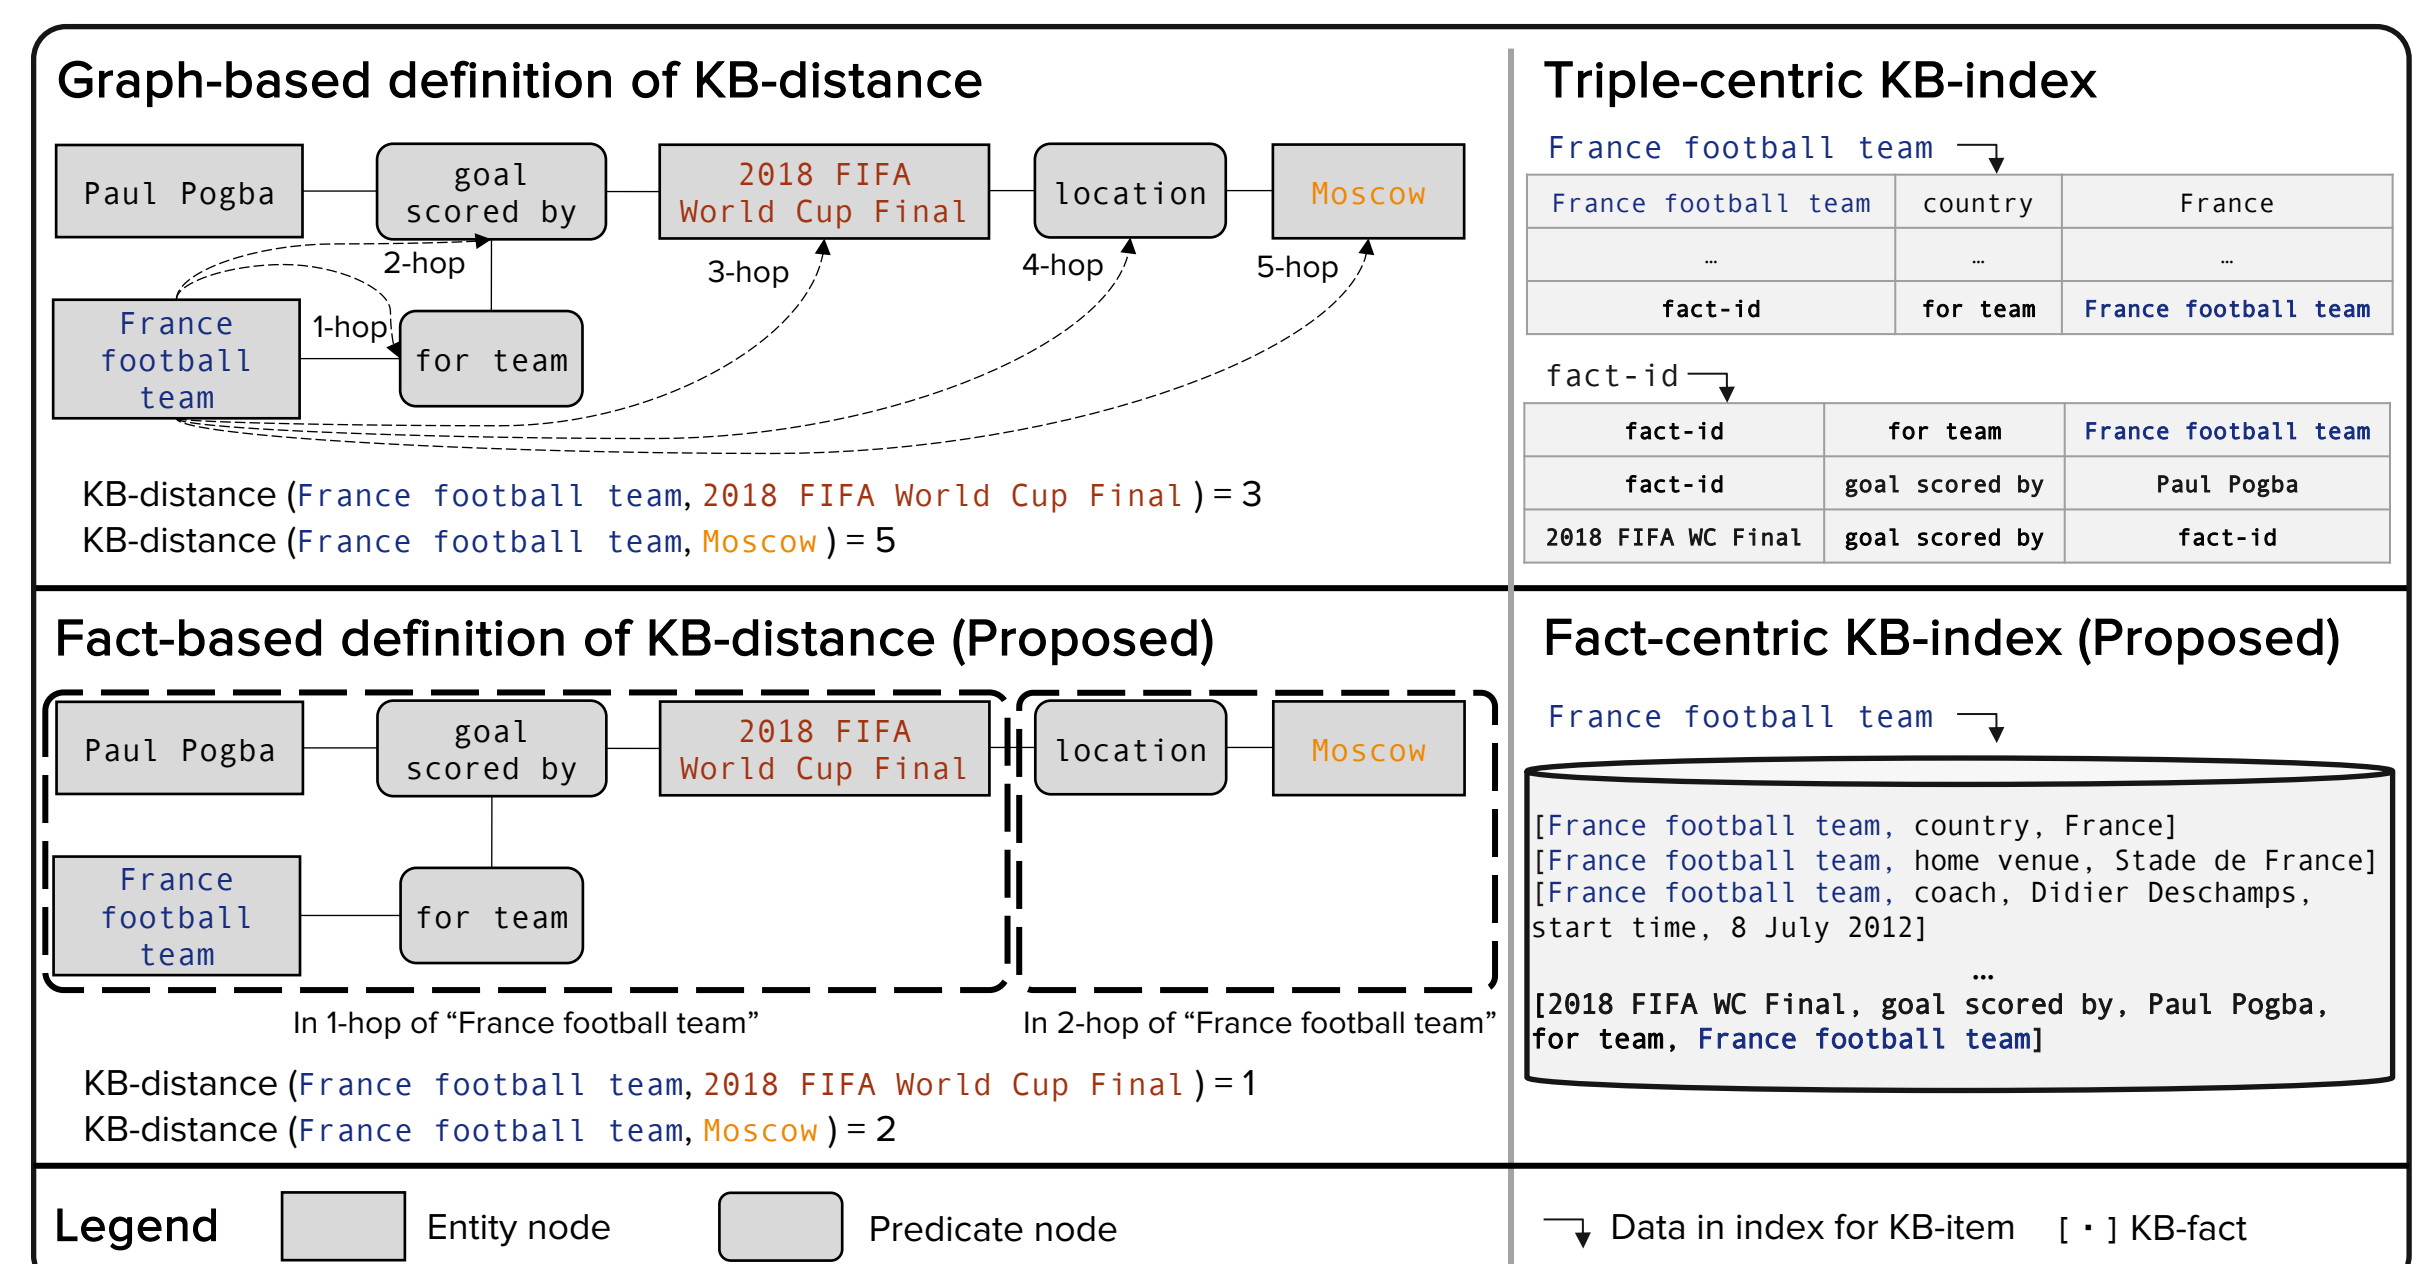 Graph-based definition of KB-distance
Paul Pogba
goal
scored by
2018 FIFA
World Cup Final
location
Moscow
2-hop
3-hop
4-hop
5-hop
1-hop
France
football
team
for team
KB-distance (France football team, 2018 FIFA World Cup Final ) = 3
KB-distance (France football team, Moscow ) = 5
Triple-centric KB-index
France football team
France football team country France
… … …
fact-id for team France football team
fact-id
fact-id for team France football team
fact-id goal scored by Paul Pogba
2018 FIFA WC Final goal scored by fact-id
Fact-based definition of KB-distance (Proposed)
Paul Pogba
goal
scored by
2018 FIFA
World Cup Final
location
Moscow
France
football
team
for team
In 1-hop of “France football team”
In 2-hop of “France football team”
KB-distance (France football team, 2018 FIFA World Cup Final ) = 1
KB-distance (France football team, Moscow ) = 2
Fact-centric KB-index (Proposed)
France football team
[France football team, country, France]
[France football team, home venue, Stade de France]
[France football team, coach, Didier Deschamps,
start time, 8 July 2012]
…
[2018 FIFA WC Final, goal scored by, Paul Pogba,
for team, France football team]
Legend
Entity node
Predicate node
Data in index for KB-item
[ · ] KB-fact